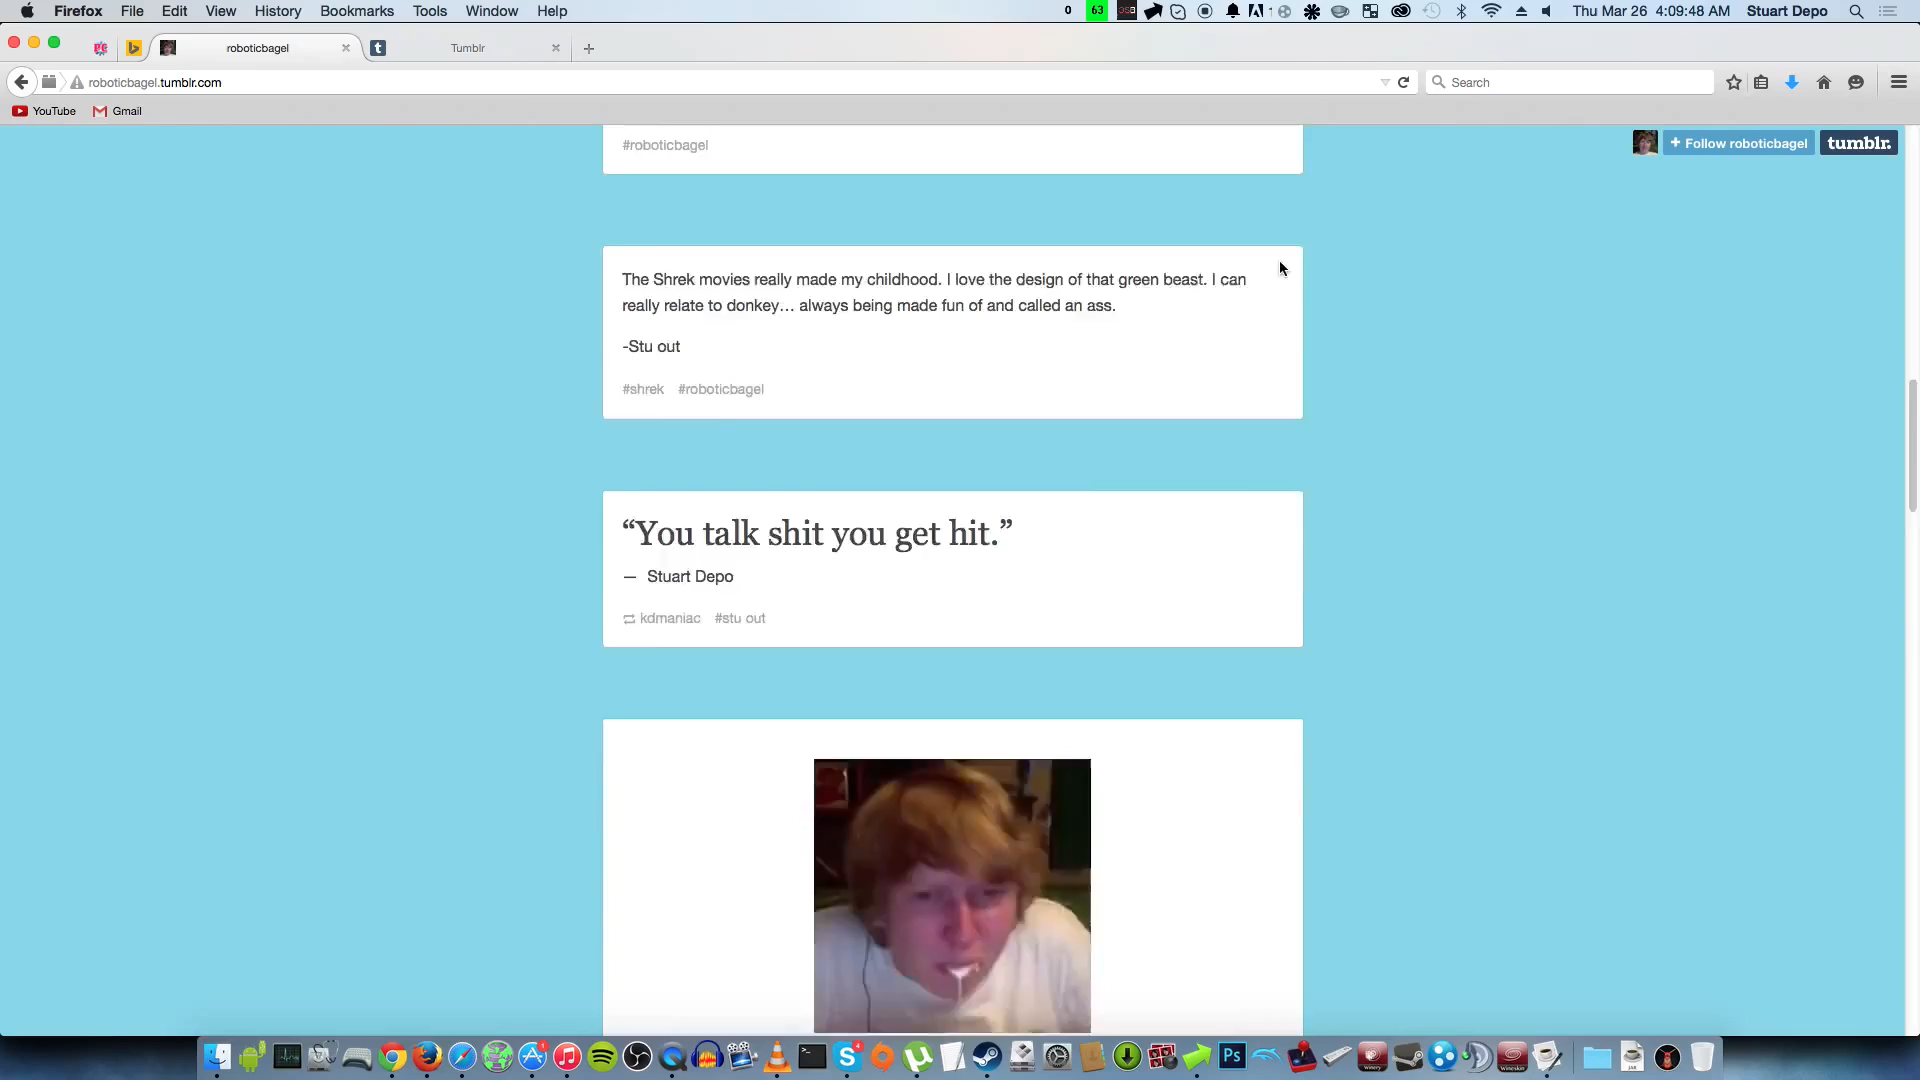 Firefox File Edit View History Bookmarks Tools Window Help 0 63 Thu Mar 26 4:09:48 AM Stuart Depo
roboticbagel Tumblr
roboticbagel.tumblr.com Search
YouTube Gmail
#roboticbagel
+ Follow roboticbagel tumblr.
The Shrek movies really made my childhood. I love the design of that green beast. I can
really relate to donkey… always being made fun of and called an ass.
-Stu out
#shrek #roboticbagel
“You talk shit you get hit.”
— Stuart Depo
kdmaniac #stu out